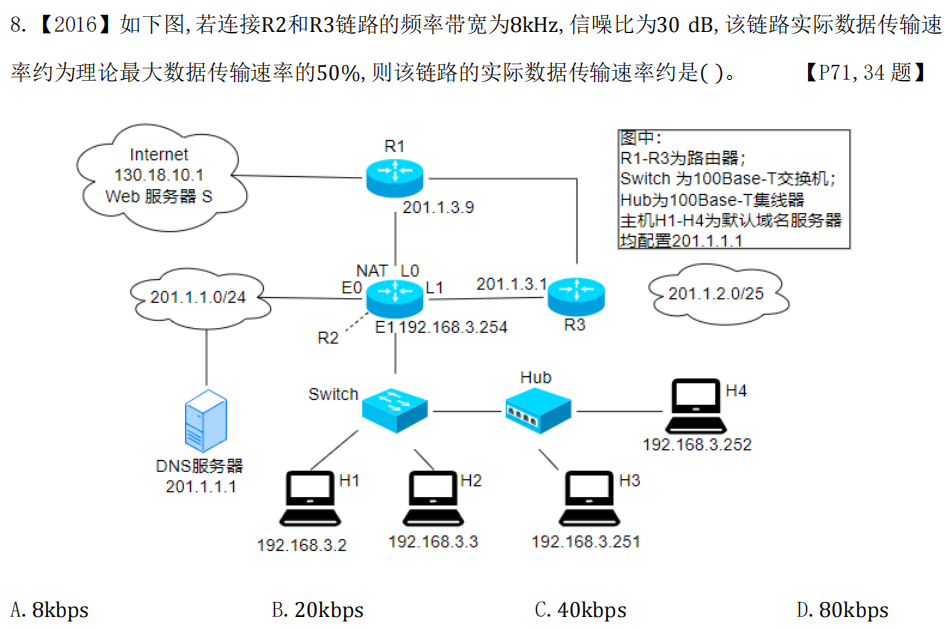 8.【2016】如下图,若连接R2和R3链路的频率带宽为8kHz,信噪比为30 dB,该链路实际数据传输速
率约为理论最大数据传输速率的50%,则该链路的实际数据传输速率约是( )。 【P71,34 题】
Internet
130.18.10.1
Web 服务器 S
R1
201.1.3.9
图中:
R1-R3为路由器;
Switch 为100Base-T交换机;
Hub为100Base-T集线器
主机H1-H4为默认域名服务器
均配置201.1.1.1
NAT L0
E0
L1
201.1.3.1
201.1.1.0/24
201.1.2.0/25
R3
R2
E1 192.168.3.254
Switch
Hub
H4
192.168.3.252
DNS服务器
201.1.1.1
H1
H2
H3
192.168.3.2
192.168.3.3
192.168.3.251
A. 8kbps B. 20kbps C. 40kbps D. 80kbps